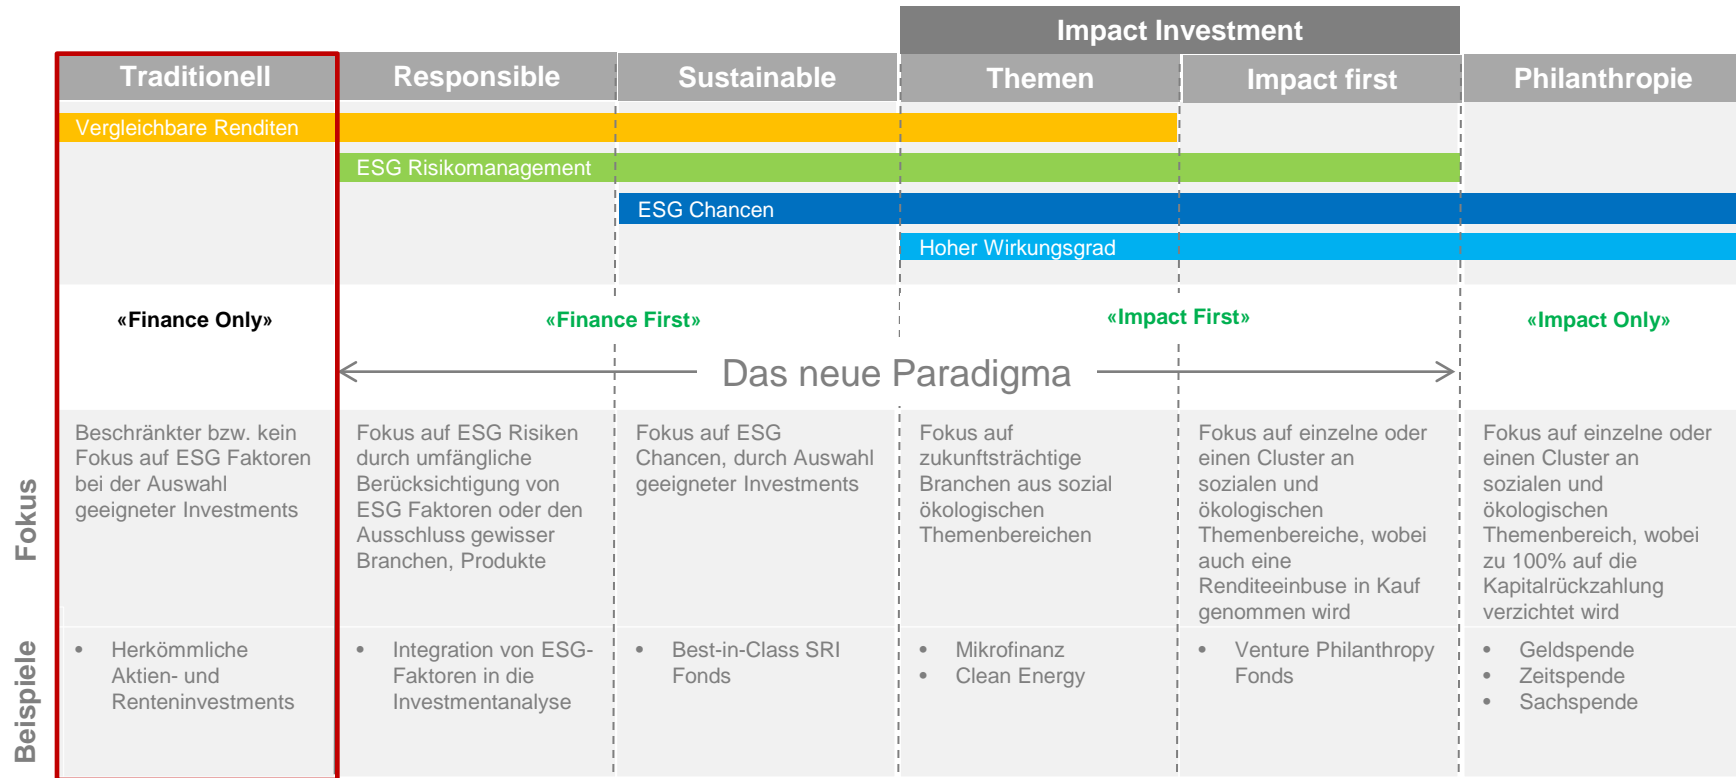 Impact Investment
Traditionell
Responsible
Sustainable
Themen
Impact first
Philanthropie
Vergleichbare Renditen
ESG Risikomanagement
ESG Chancen
Hoher Wirkungsgrad
«Finance Only»
«Finance First»
«Impact First»
«Impact Only»
Das neue Paradigma
Fokus
Beschränkter bzw. kein
Fokus auf ESG Faktoren
bei der Auswahl
geeigneter Investments
Fokus auf ESG Risiken
durch umfängliche
Berücksichtigung von
ESG Faktoren oder den
Ausschluss gewisser
Branchen, Produkte
Fokus auf ESG
Chancen, durch Auswahl
geeigneter Investments
Fokus auf
zukunftsträchtige
Branchen aus sozial
ökologischen
Themenbereichen
Fokus auf einzelne oder
einen Cluster an
sozialen und
ökologischen
Themenbereiche, wobei
auch eine
Renditeeinbuse in Kauf
genommen wird
Fokus auf einzelne oder
einen Cluster an
sozialen und
ökologischen
Themenbereich, wobei
zu 100% auf die
Kapitalrückzahlung
verzichtet wird
Beispiele
• Herkömmliche
Aktien- und
Renteninvestments
• Integration von ESG-
Faktoren in die
Investmentanalyse
• Best-in-Class SRI
Fonds
• Mikrofinanz
• Clean Energy
• Venture Philanthropy
Fonds
• Geldspende
• Zeitspende
• Sachspende